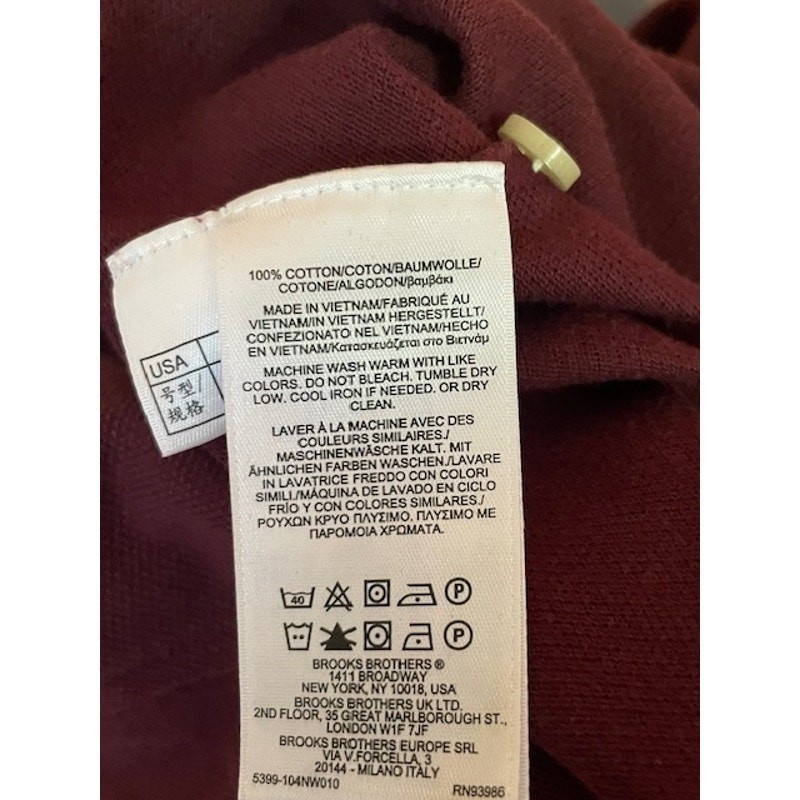 100% COTTON/COTON/BAUMWOLLE/
COTONE/ALGODON/βαμβάκι
MADE IN VIETNAM/FABRIQUÉ AU
VIETNAM/IN VIETNAM HERGESTELLT/
CONFEZIONATO NEL VIETNAM/HECHO
EN VIETNAM/Κατασκευάζεται στο Βιετνάμ
MACHINE WASH WARM WITH LIKE
COLORS. DO NOT BLEACH. TUMBLE DRY
LOW. COOL IRON IF NEEDED. OR DRY
CLEAN.
LAVER À LA MACHINE AVEC DES
COULEURS SIMILAIRES./
MASCHINENWÄSCHE KALT. MIT
ÄHNLICHEN FARBEN WASCHEN./LAVARE
IN LAVATRICE FREDDO CON COLORI
SIMILI./MÁQUINA DE LAVADO EN CICLO
FRÍO Y CON COLORES SIMILARES./
ΡΟΥΧΩΝ ΚΡΥΟ ΠΛΥΣΙΜΟ. ΠΛΥΣΙΜΟ ΜΕ
ΠΑΡΟΜΟΙΑ ΧΡΩΜΑΤΑ.
40 P
P
BROOKS BROTHERS ®
1411 BROADWAY
NEW YORK, NY 10018, USA
BROOKS BROTHERS UK LTD.
2ND FLOOR, 35 GREAT MARLBOROUGH ST.,
LONDON W1F 7JF
BROOKS BROTHERS EUROPE SRL
VIA V.FORCELLA, 3
20144 - MILANO ITALY
5399-104NW010 RN93986
USA
号型/
规格